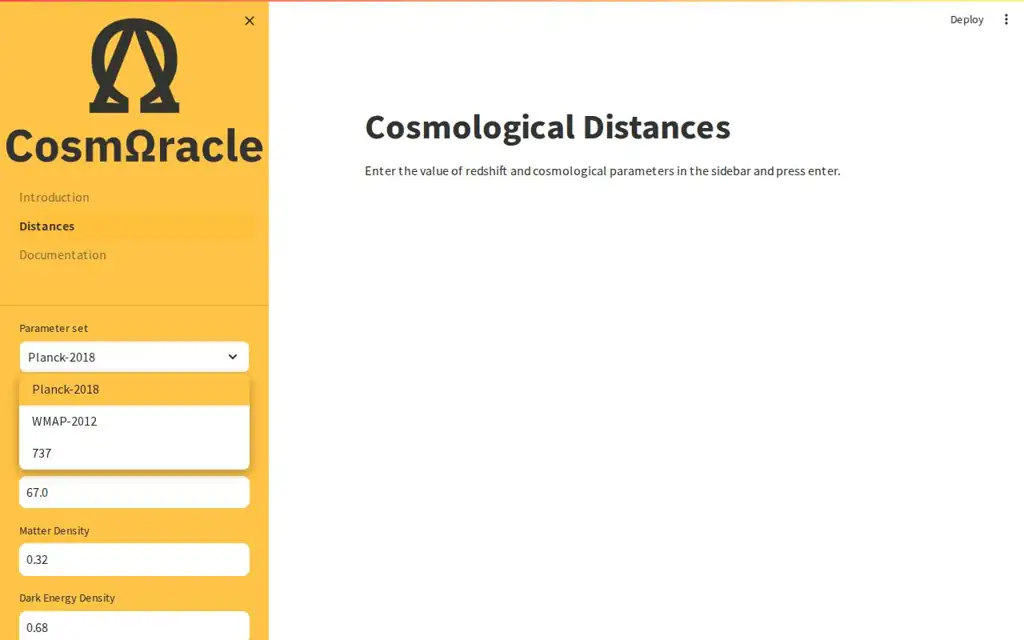 CosmΩracle
Introduction
Distances
Documentation
Parameter set
Planck-2018
Planck-2018
WMAP-2012
737
67.0
Matter Density
0.32
Dark Energy Density
0.68
Deploy
Cosmological Distances
Enter the value of redshift and cosmological parameters in the sidebar and press enter.